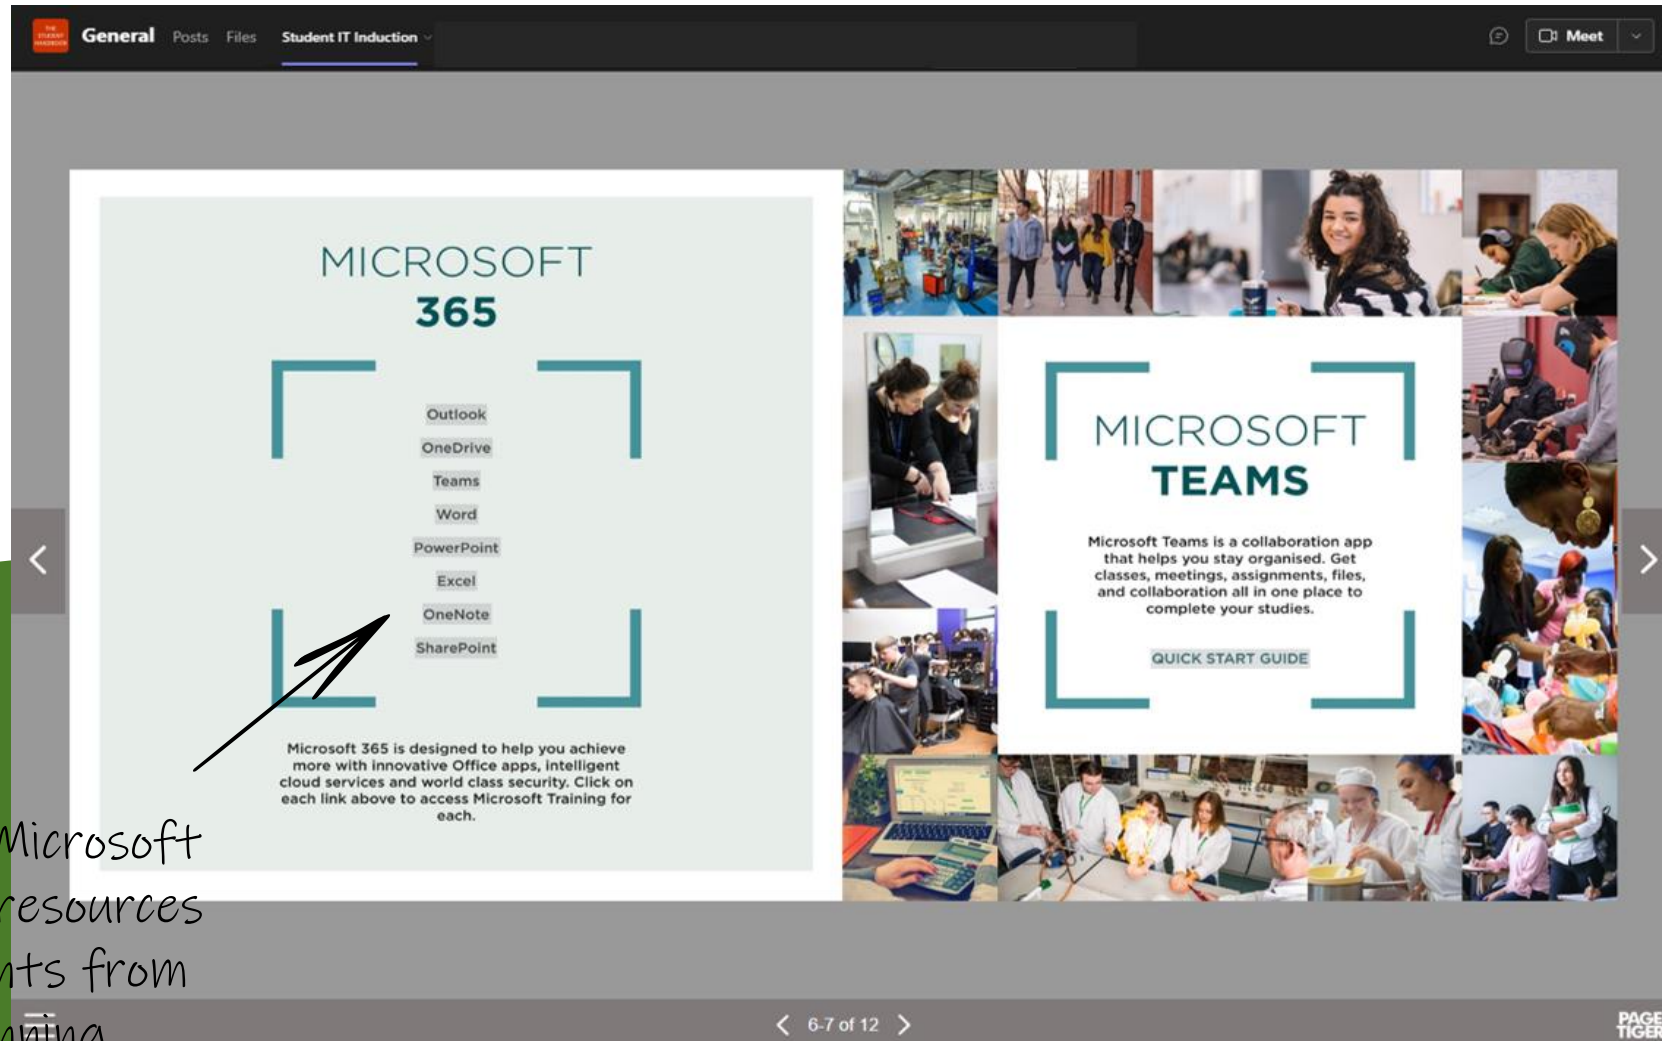 THE
STUDENT
HANDBOOK
General Posts Files Student IT Induction
Meet
MICROSOFT
365
Outlook
OneDrive
Teams
Word
PowerPoint
Excel
OneNote
SharePoint
Microsoft 365 is designed to help you achieve
more with innovative Office apps, intelligent
cloud services and world class security. Click on
each link above to access Microsoft Training for
each.
MICROSOFT
TEAMS
Microsoft Teams is a collaboration app
that helps you stay organised. Get
classes, meetings, assignments, files,
and collaboration all in one place to
complete your studies.
QUICK START GUIDE
Microsoft
resources
from
6-7 of 12
PAGE
TIGER